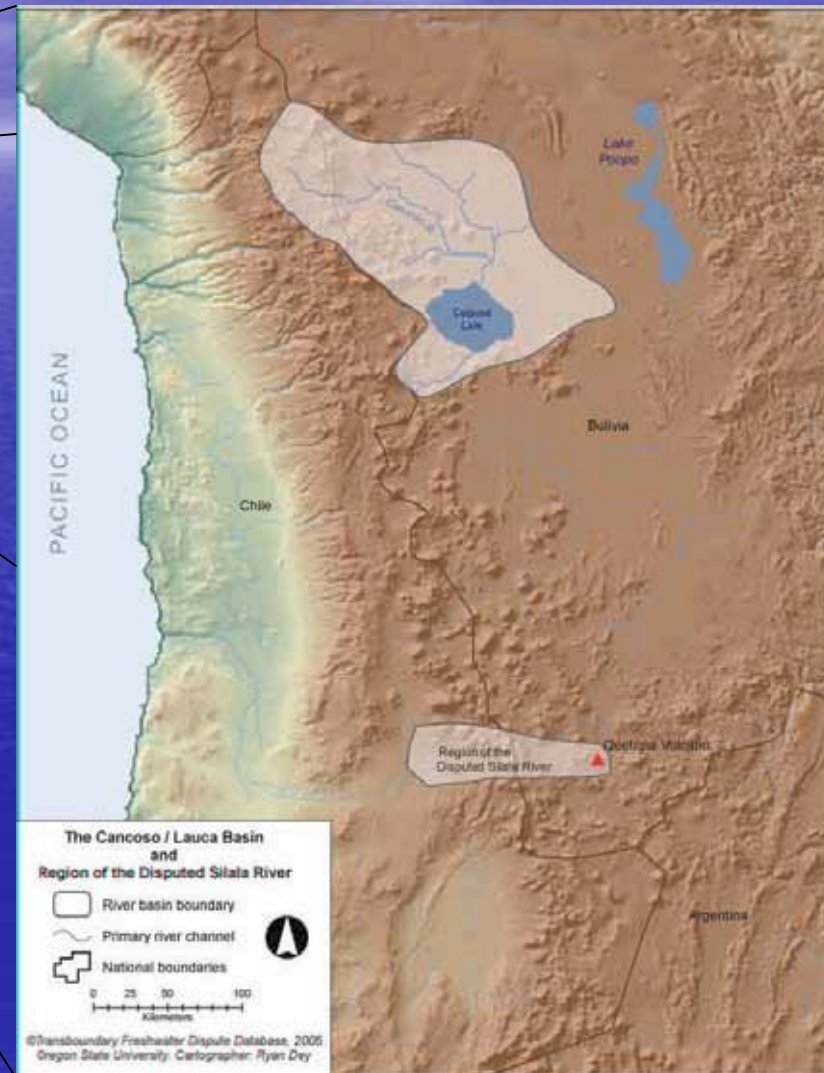 Lake
Poopo
Lake
PACIFIC OCEAN
Bolivia
Chile
Region of the
Disputed Silala River
Volcano
Argentina
The Cancoso / Lauca Basin
and
Region of the Disputed Silala River
River basin boundary
Primary river channel
National boundaries
0 25 50 100
Kilometers
©Transboundary Freshwater Dispute Database, 2005
Oregon State University. Cartographer: Ryan Dey